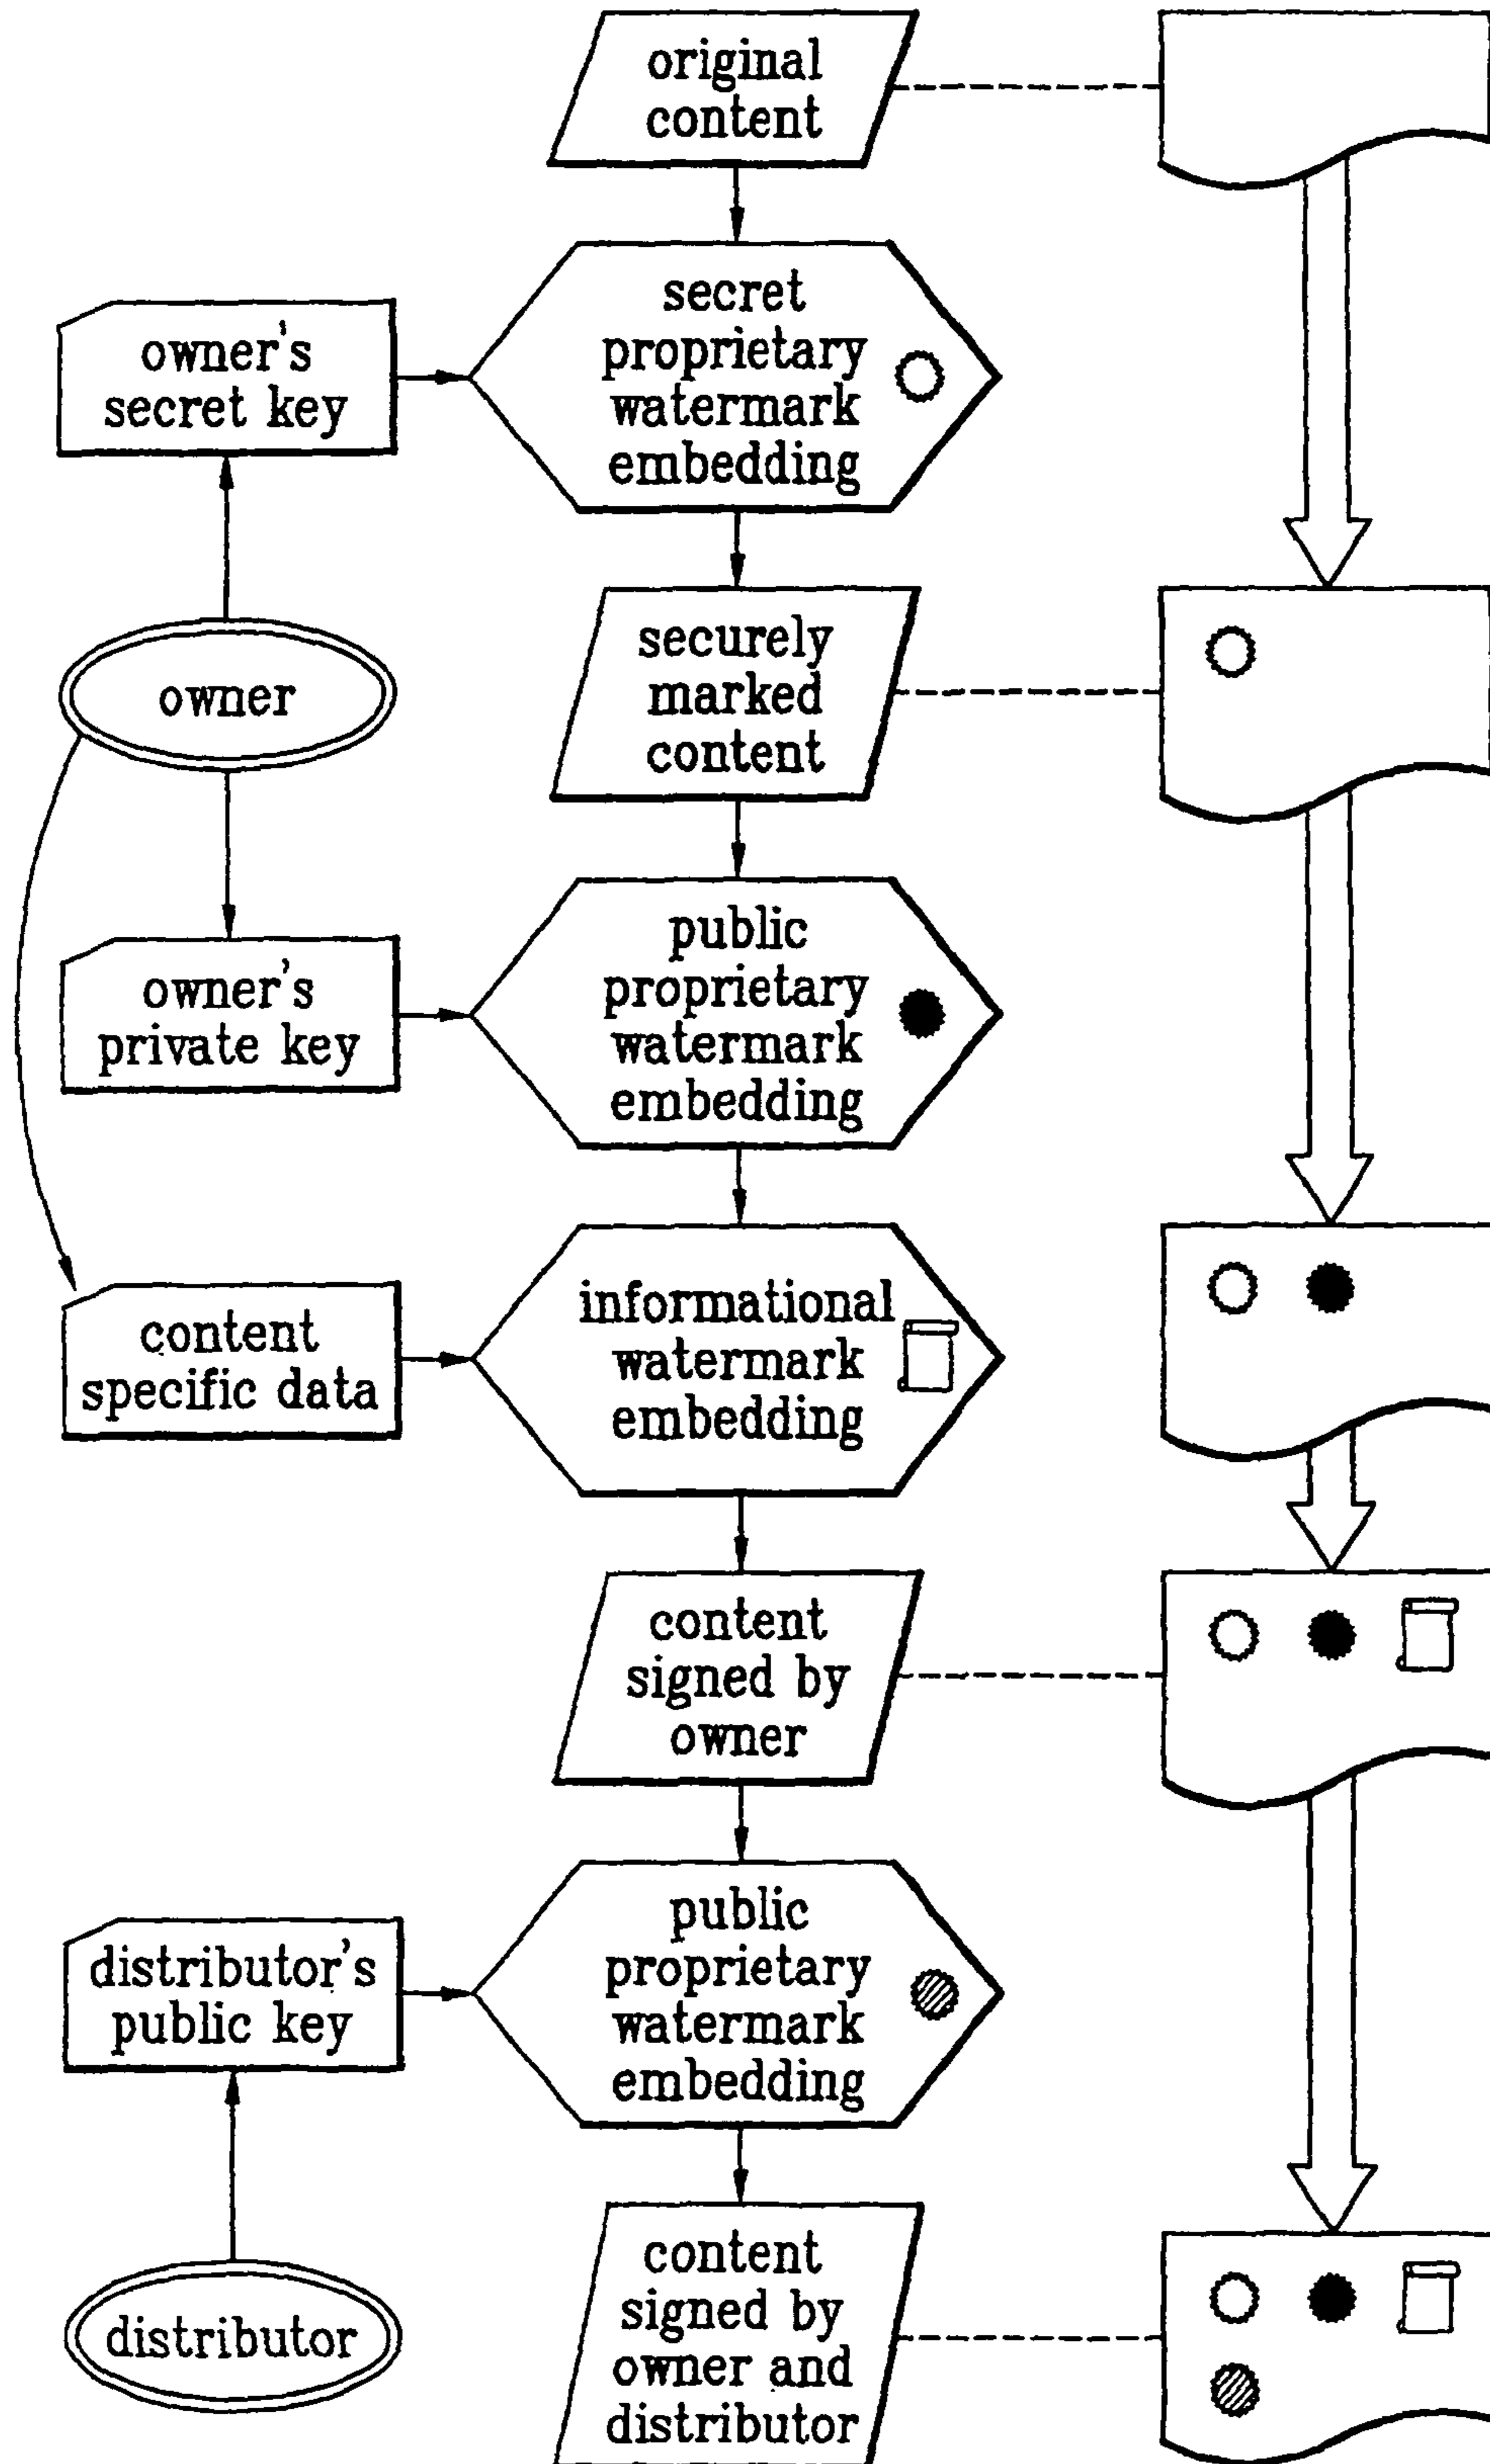 original
content
secret
proprietary
watermark
embedding
owner's
secret key
securely
marked
content
owner
public
proprietary
watermark
embedding
owner's
private key
informational
watermark
embedding
content
specific data
content
signed by
owner
public
proprietary
watermark
embedding
distributor's
public key
content
signed by
owner and
distributor
distributor